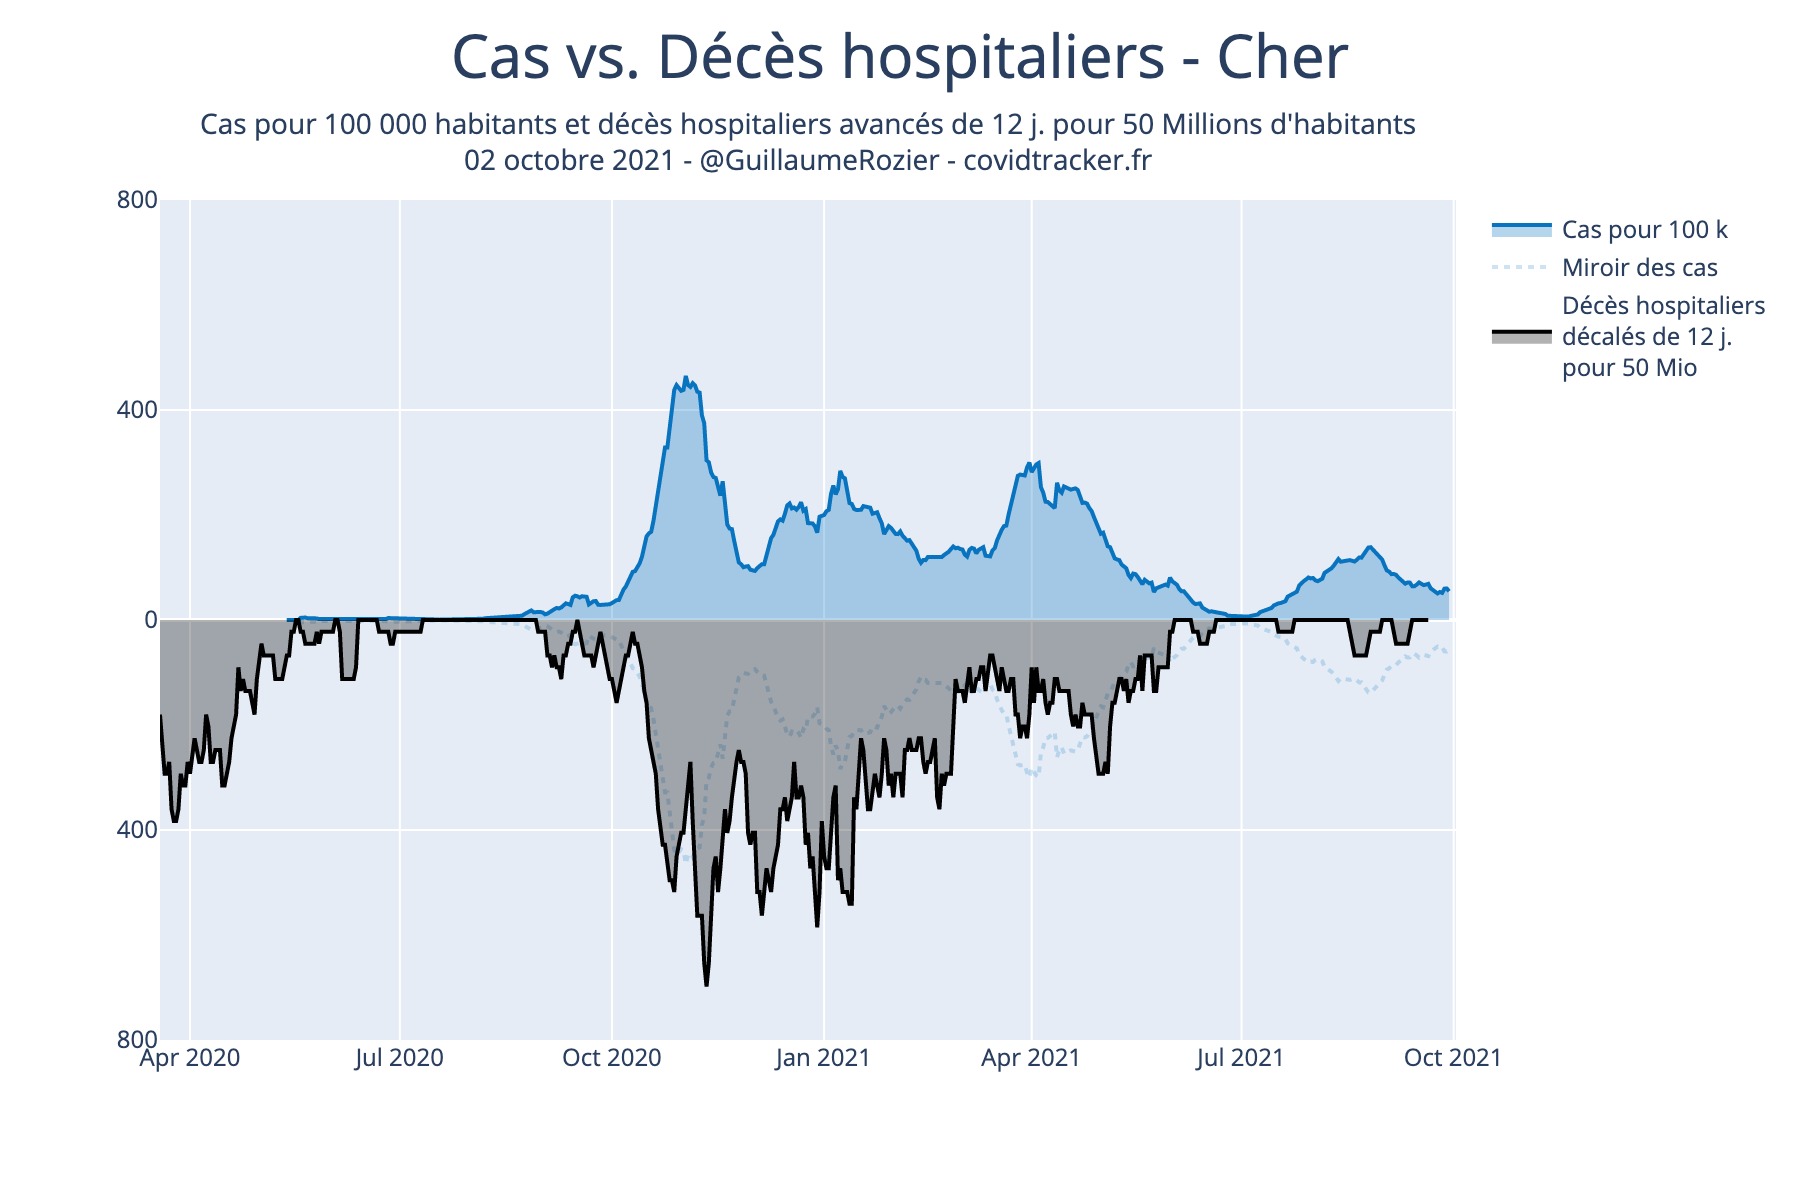 Cas vs. Décès hospitaliers - Cher
Cas pour 100 000 habitants et décès hospitaliers avancés de 12 j. pour 50 Millions d'habitants
02 octobre 2021 - @GuillaumeRozier - covidtracker.fr
800
400
0
400
800
Apr 2020
Jul 2020
Oct 2020
Jan 2021
Apr 2021
Jul 2021
Oct 2021
Cas pour 100 k
Miroir des cas
Décès hospitaliers
décalés de 12 j.
pour 50 Mio